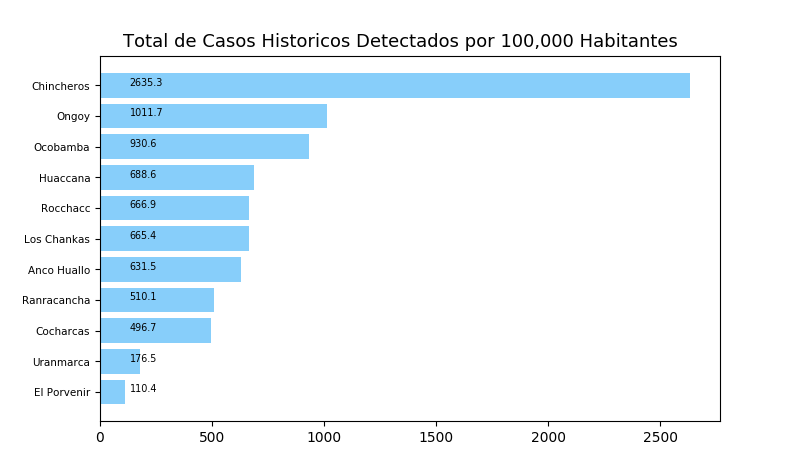 Total de Casos Historicos Detectados por 100,000 Habitantes
Chincheros 2635.3
Ongoy 1011.7
Ocobamba 930.6
Huaccana 688.6
Rocchacc 666.9
Los Chankas 665.4
Anco Huallo 631.5
Ranracancha 510.1
Cocharcas 496.7
Uranmarca 176.5
El Porvenir 110.4
0 500 1000 1500 2000 2500